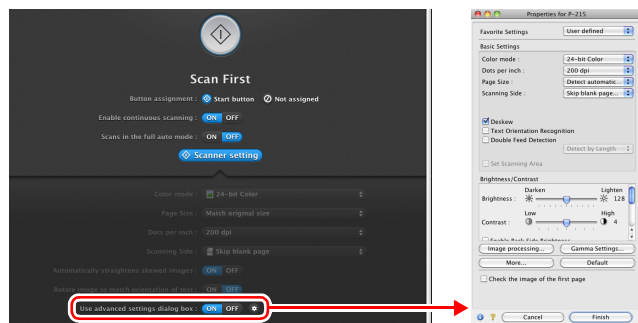 Scan First
Button assignment : Start button Not assigned
Enable continuous scanning : ON OFF
Scans in the full auto mode : ON OFF
Scanner setting
Color mode : 24-bit Color
Page Size : Match original size
Dots per inch : 200 dpi
Scanning Side : Skip blank page
Automatically straightens skewed images : ON OFF
Rotate image to match orientation of text : ON OFF
Use advanced settings dialog box : ON OFF
Properties for P-215
Favorite Settings User defined
Basic Settings
Color mode : 24-bit Color
Dots per inch : 200 dpi
Page Size : Detect automatic...
Scanning Side : Skip blank page...
Deskew
Text Orientation Recognition
Double Feed Detection
Detect by Length
Set Scanning Area
Brightness/Contrast
Darken Lighten
Brightness : 128
Low High
Contrast : 4
Enable Back Side Brightness
Image processing... Gamma Settings...
More... Default
Check the image of the first page
? Cancel Finish